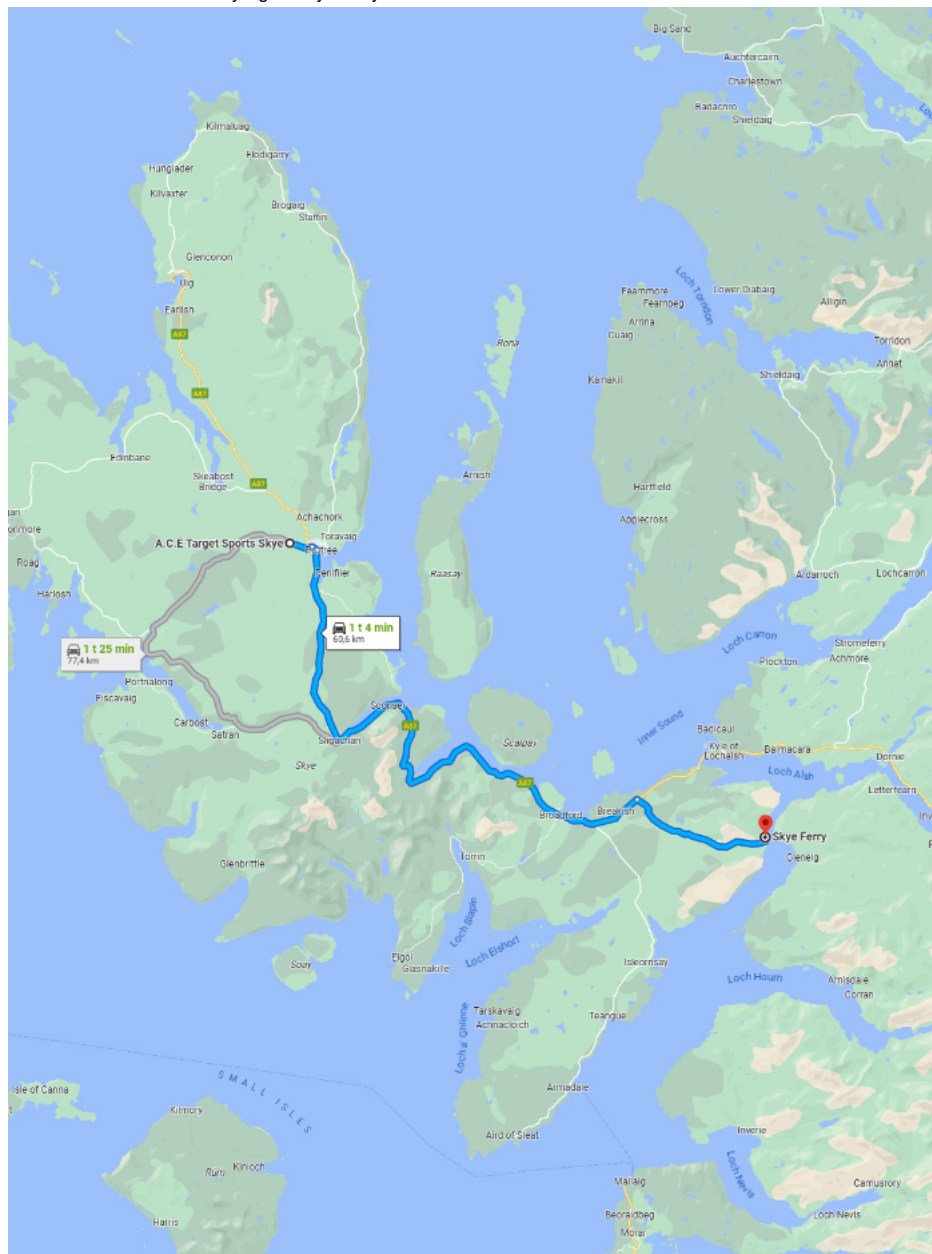 Big Sand
Auchtercairn
Charlestown
Badachro
Shieldaig
Kilmaluag
Flodigarry
Hunglader
Kilvaxter
Brogaig
Staffin
Glenconon
Uig
Earlish
A87
A87
Loch Torridon
Fearnmore
Fearnbeg
Lower Diabaig
Arrina
Cuaig
Alligin
Rona
Torridon
Annat
Kalnakill
Shieldaig
Edinbane
Skeabost
Bridge
A87
Arnish
Hartfield
Achachork
Applecross
Toravaig
A.C.E Target Sports Skye
Penifiler
Roag
Raasay
Ardarroch
Lochcarron
Harlosh
1 t 4 min
60,6 km
1 t 25 min
77,4 km
Loch Carron
Stromeferry
Achmore
Plockton
Portnalong
Fiscavaig
Carbost
Satran
Sconser
A87
Sligachan
Scalpay
Inner Sound
Badicaul
Kyle of
Lochalsh
Balmacara
Dornie
Skye
Loch Alsh
Letterfearn
A87
Broadford
Breakish
Skye Ferry
Torrin
Glenelg
Glenbrittle
Loch Slapin
Loch Eishort
Elgol
Glasnakille
Soay
Isleornsay
Loch Hourn
Arnisdale
Corran
Tarskavaig
Achnacloich
Teangue
Loch a' Ghlinne
Armadale
Isle of Canna
SMALL ISLES
Kilmory
Aird of Sleat
Inverie
Rum
Kinloch
Mallaig
Loch Nevis
Camusrory
Harris
Beoraidbeg
Morar
Loch Nevis